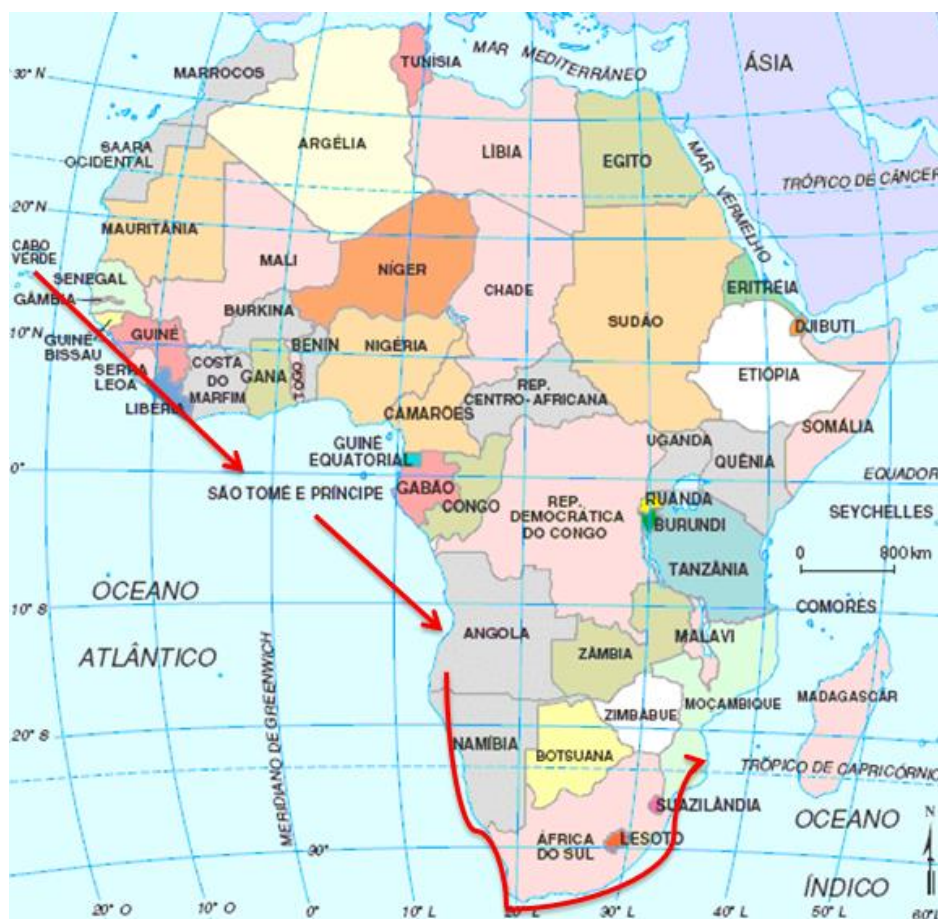 MAR MEDITERRÂNEO
ÁSIA
TUNÍSIA
MARROCOS
30° N
ARGÉLIA
LÍBIA
EGITO
SAARA
OCIDENTAL
MAR VERMELHO
TRÓPICO DE CÂNCER
20° N
MAURITÂNIA
CABO
VERDE
MALI
NÍGER
CHADE
SENEGAL
GÂMBIA
ERITRÉIA
BURKINA
SUDÃO
DJIBUTI
10° N
GUINÉ
BISSAU
GUINÉ
BENIN
NIGÉRIA
SERRA
LEOA
COSTA
DO
MARFIM
GANA
TOGO
ETIÓPIA
REP.
CENTRO-AFRICANA
LIBÉRIA
CAMARÕES
SOMÁLIA
GUINÉ
EQUATORIAL
UGANDA
QUÊNIA
0°
EQUADOR
SÃO TOMÉ E PRÍNCIPE
GABÃO
CONGO
REP.
DEMOCRÁTICA
DO CONGO
RUANDA
BURUNDI
SEYCHELLES
0 800 km
TANZÂNIA
OCEANO
ATLÂNTICO
10° S
COMORES
ANGOLA
MALAVI
ZÂMBIA
MERIDIANO DE GREENWICH
MOÇAMBIQUE
MADAGASCAR
ZIMBÁBUE
20° S
NAMÍBIA
BOTSUANA
TRÓPICO DE CAPRICÓRNIO
SUAZILÂNDIA
OCEANO
ÍNDICO
N
ÁFRICA
DO SUL
LESOTO
30°
20° O
10° O
0°
10° L
20° L
30° L
40° L
50° L
60° L